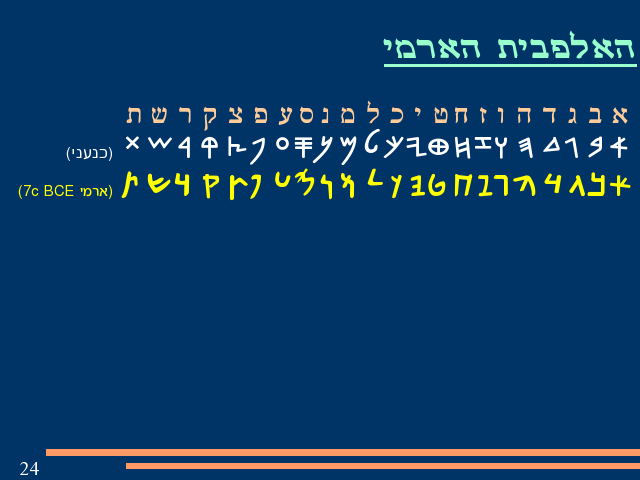 האלפבית הארמי
א ב ג ד ה ו ז ח ט י כ ל מ נ ס ע פ צ ק ר ש ת
𐤀 𐤁 𐤂 𐤃 𐤄 𐤅 𐤆 𐤇 𐤈 𐤉 𐤊 𐤋 𐤌 𐤍 𐤎 𐤏 𐤐 𐤑 𐤒 𐤓 𐤔 𐤕 (כנעני)
𐡀 𐡁 𐡂 𐡃 𐡄 𐡅 𐡆 𐡇 𐡈 𐡉 𐡊 𐡋 𐡌 𐡍 𐡎 𐡏 𐡐 𐡑 𐡒 𐡓 𐡔 𐡕 (ארמי 7c BCE)
24